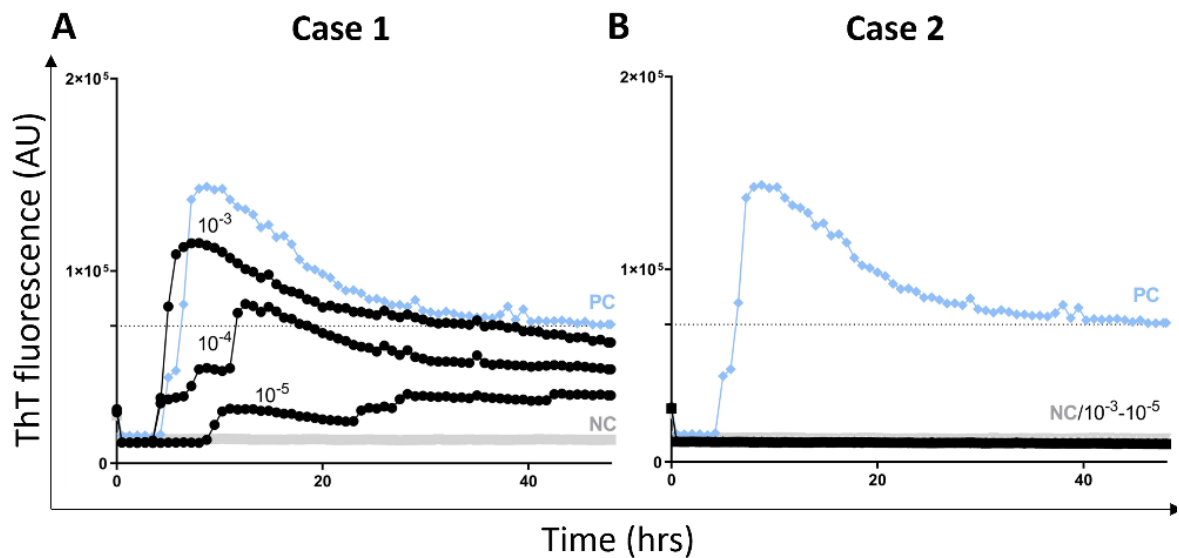 A Case 1
B Case 2
ThT fluorescence (AU)
2×10⁵
1×10⁵
0
10⁻³
10⁻⁴
10⁻⁵
PC
NC
0 20 40
2×10⁵
1×10⁵
0
PC
NC/10⁻³-10⁻⁵
0 20 40
Time (hrs)